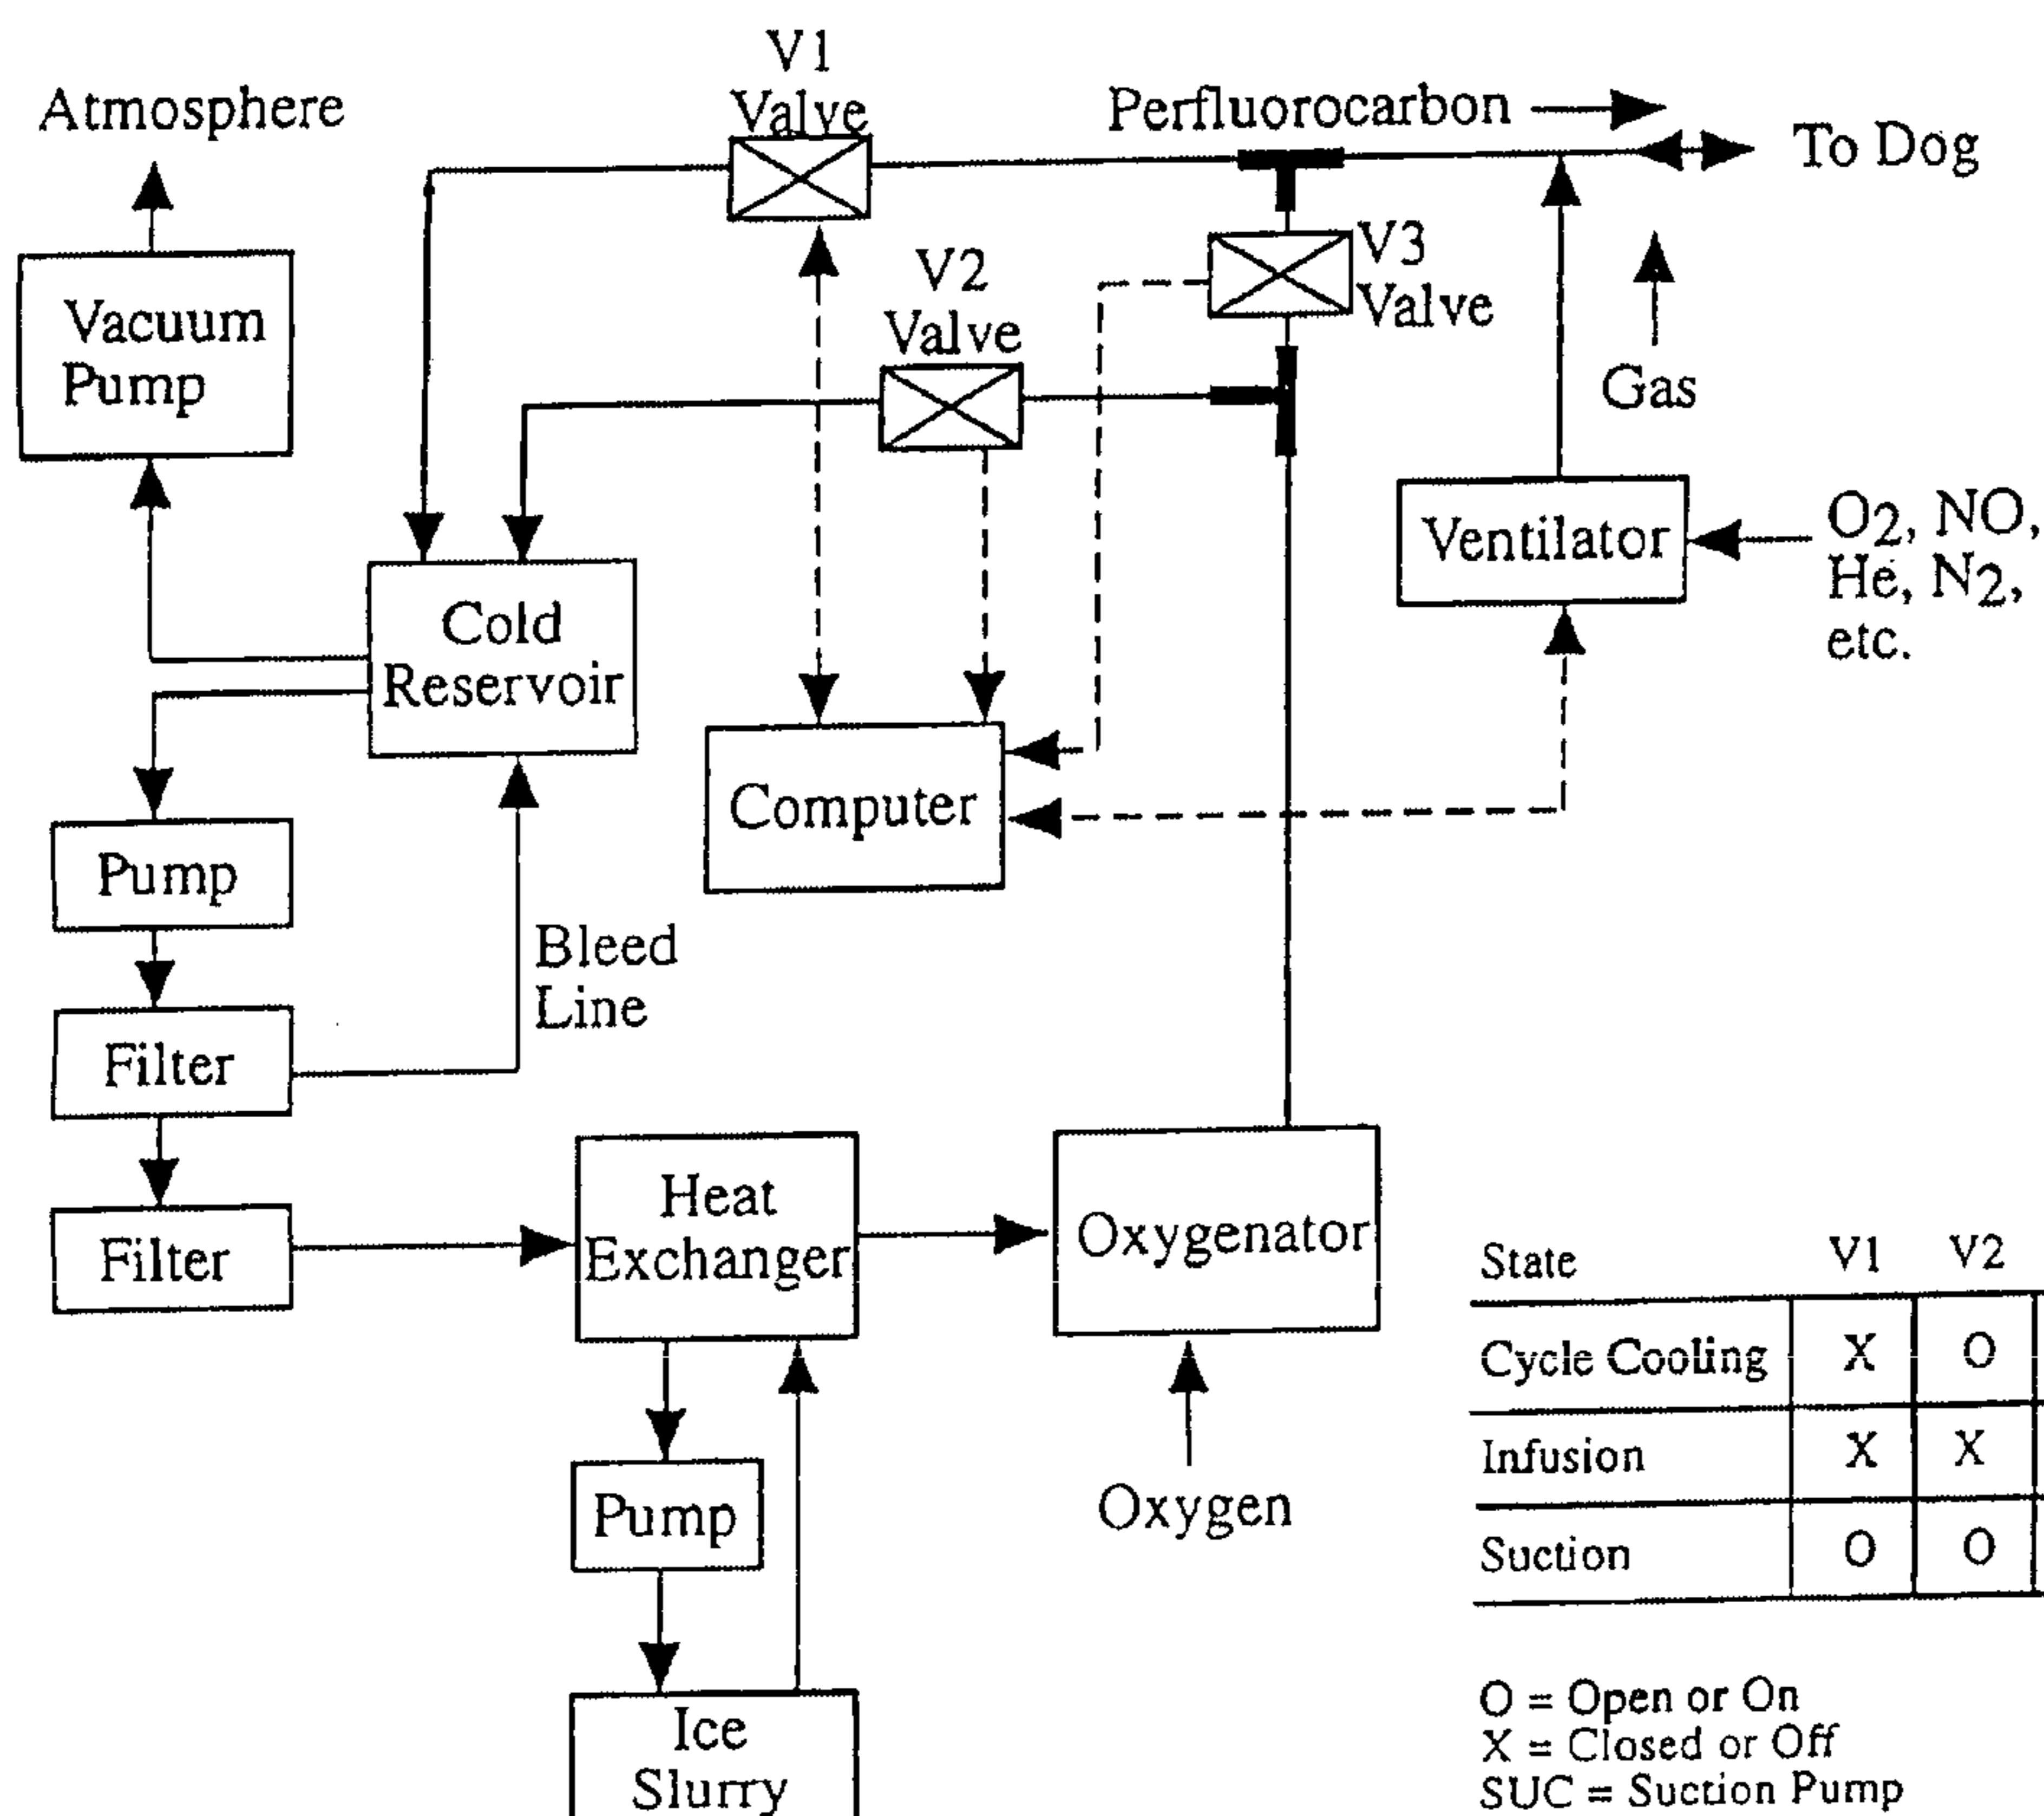 V1
Valve
Atmosphere
Perfluorocarbon
To Dog
V3
Valve
V2
Valve
Vacuum
Pump
Gas
O2, NO,
He, N2,
etc.
Ventilator
Cold
Reservoir
Computer
Pump
Bleed
Line
Filter
Filter
Heat
Exchanger
Oxygenator
Pump
Oxygen
Ice
Slurry
State V1 V2
Cycle Cooling X O
Infusion X X
Suction O O
O = Open or On
X = Closed or Off
SUC = Suction Pump